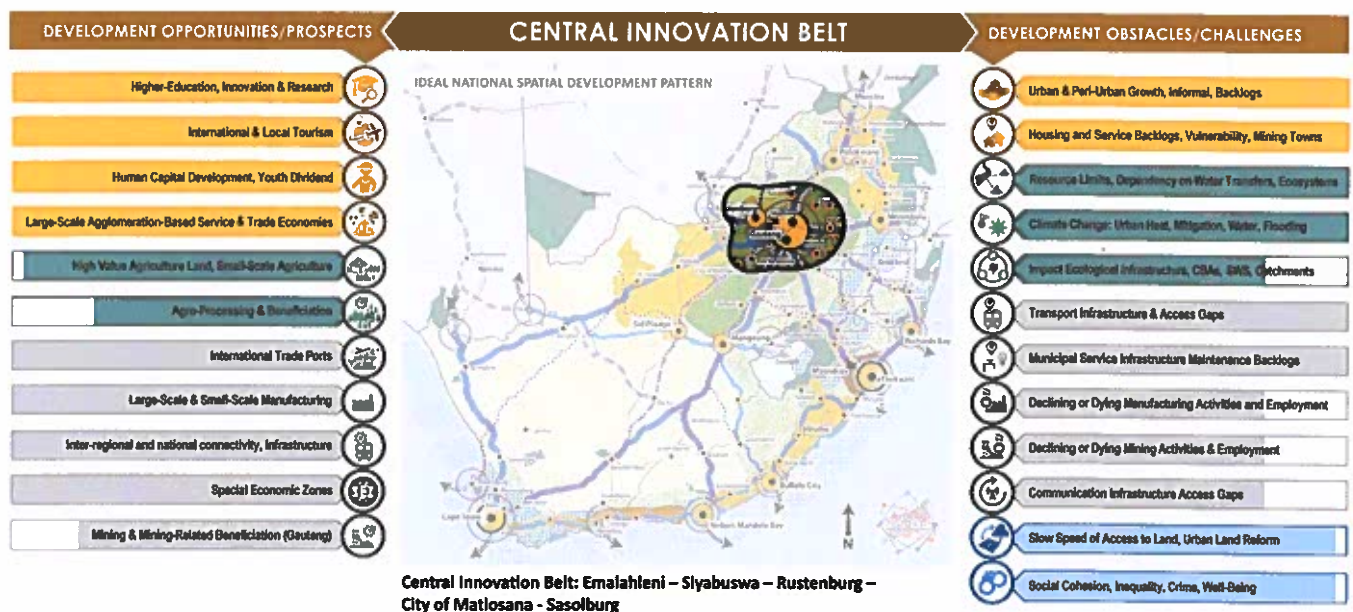 DEVELOPMENT OPPORTUNITIES/PROSPECTS
CENTRAL INNOVATION BELT
DEVELOPMENT OBSTACLES/CHALLENGES
Higher-Education, Innovation & Research
International & Local Tourism
Human Capital Development, Youth Dividend
Large-Scale Agglomeration-Based Service & Trade Economies
High Value Agriculture Land, Small-Scale Agriculture
Agro-Processing & Beneficiation
International Trade Ports
Large-Scale & Small-Scale Manufacturing
Inter-regional and national connectivity, Infrastructure
Special Economic Zones
SEZ
Mining & Mining-Related Beneficiation (Gauteng)
IDEAL NATIONAL SPATIAL DEVELOPMENT PATTERN
Polokwane
Sol Plaatje
Mangaung
Richards Bay
eThekwini
Buffalo City
Nelson Mandela Bay
Cape Town
N
Central Innovation Belt: Emalahleni – Siyabuswa – Rustenburg –
City of Matlosana - Sasolburg
Urban & Peri-Urban Growth, Informal, Backlogs
Housing and Service Backlogs, Vulnerability, Mining Towns
Resource Limits, Dependency on Water Transfers, Ecosystems
Climate Change: Urban Heat, Mitigation, Water, Flooding
Impact Ecological Infrastructure, CBAs, SWS, Catchments
Transport Infrastructure & Access Gaps
Municipal Service Infrastructure Maintenance Backlogs
Declining or Dying Manufacturing Activities and Employment
Declining or Dying Mining Activities & Employment
Communication Infrastructure Access Gaps
Slow Speed of Access to Land, Urban Land Reform
Social Cohesion, Inequality, Crime, Well-Being